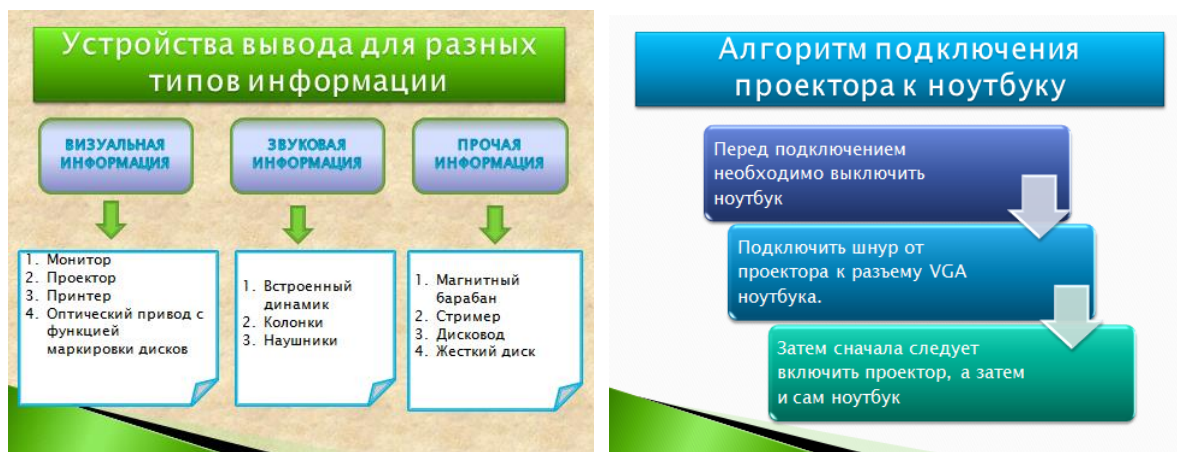 Устройства вывода для разных
типов информации
ВИЗУАЛЬНАЯ
ИНФОРМАЦИЯ
ЗВУКОВАЯ
ИНФОРМАЦИЯ
ПРОЧАЯ
ИНФОРМАЦИЯ
1. Монитор
2. Проектор
3. Принтер
4. Оптический привод с
функцией
маркировки дисков
1. Встроенный
динамик
2. Колонки
3. Наушники
1. Магнитный
барабан
2. Стример
3. Дисковод
4. Жесткий диск
Алгоритм подключения
проектора к ноутбуку
Перед подключением
необходимо выключить
ноутбук
Подключить шнур от
проектора к разъему VGA
ноутбука.
Затем сначала следует
включить проектор, а затем
и сам ноутбук